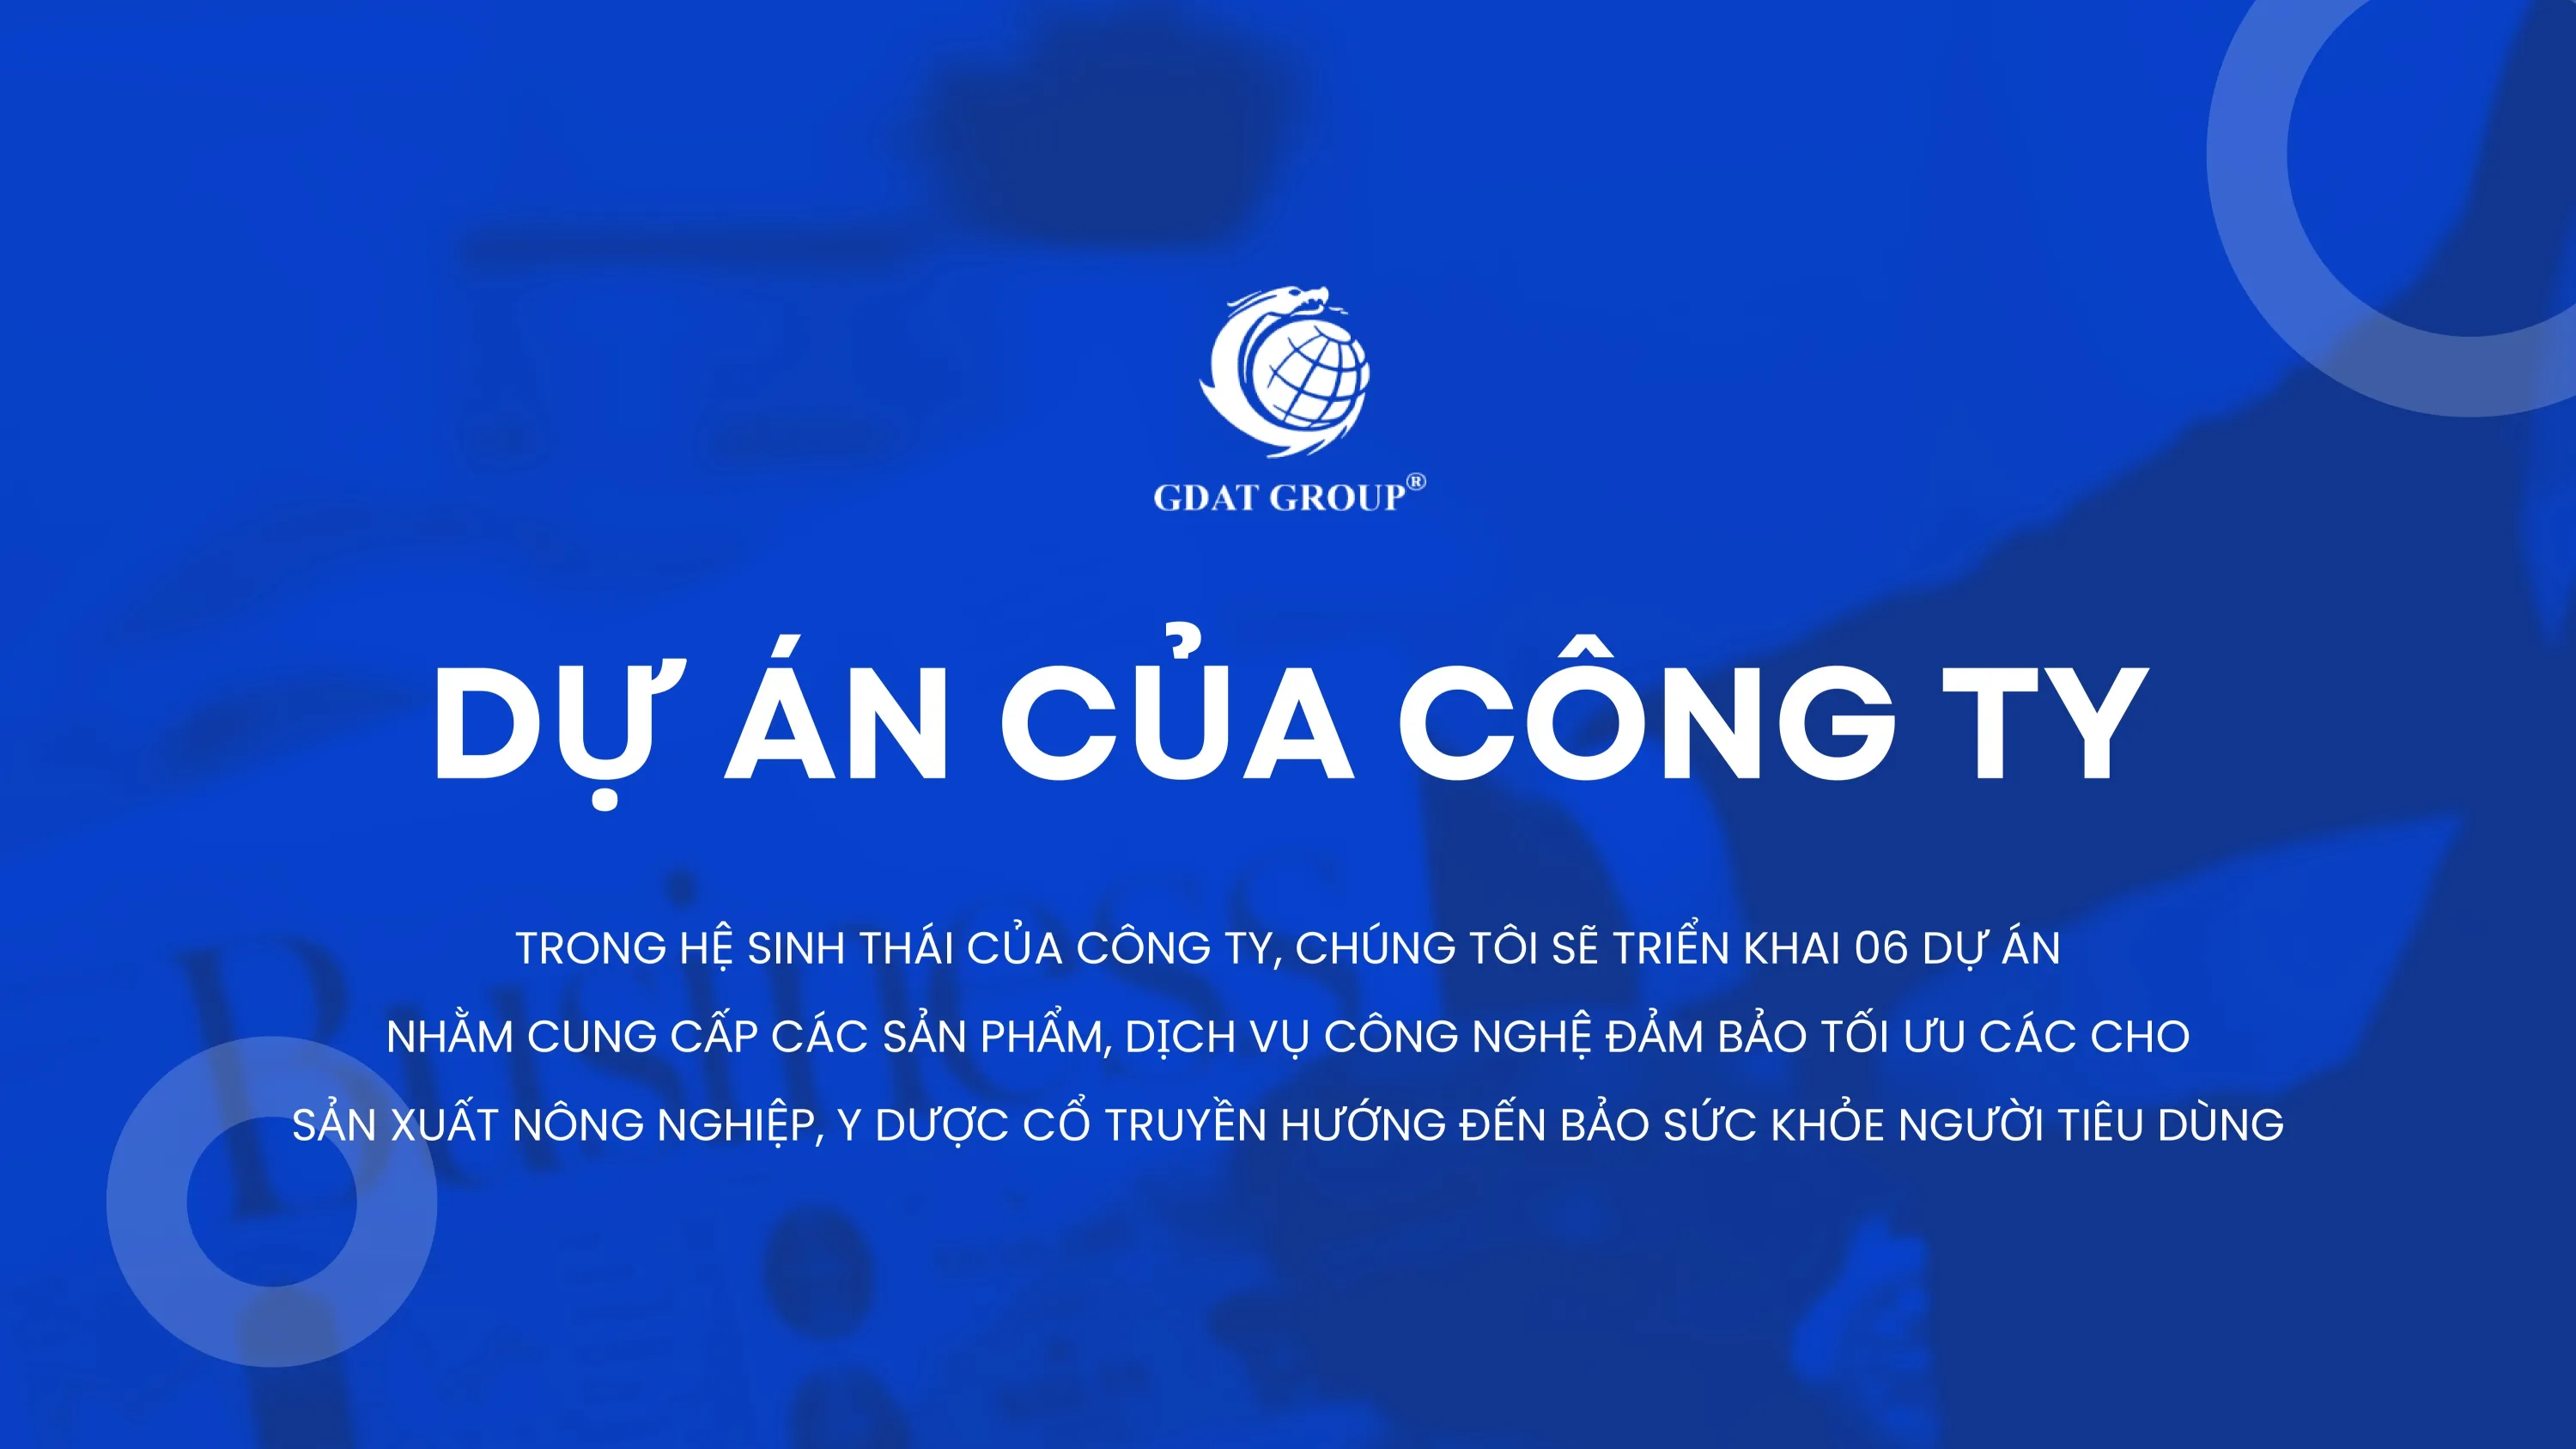 GDAT GROUP®
DỰ ÁN CỦA CÔNG TY
TRONG HỆ SINH THÁI CỦA CÔNG TY, CHÚNG TÔI SẼ TRIỂN KHAI 06 DỰ ÁN
NHẰM CUNG CẤP CÁC SẢN PHẨM, DỊCH VỤ CÔNG NGHỆ ĐẢM BẢO TỐI ƯU CÁC CHO
SẢN XUẤT NÔNG NGHIỆP, Y DƯỢC CỔ TRUYỀN HƯỚNG ĐẾN BẢO SỨC KHỎE NGƯỜI TIÊU DÙNG
Business